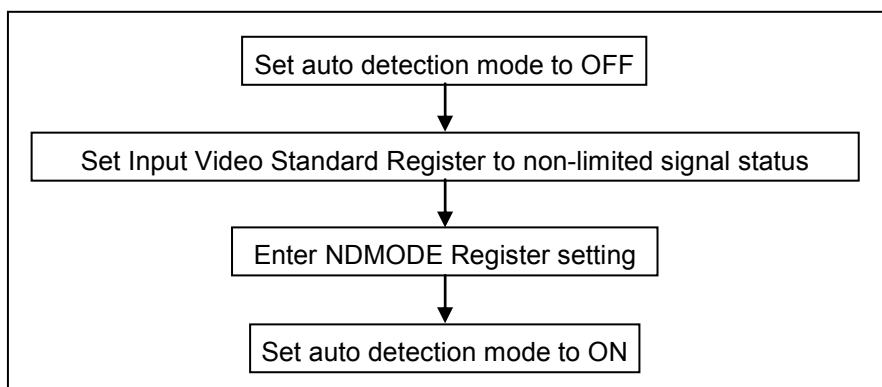 Set auto detection mode to OFF
Set Input Video Standard Register to non-limited signal status
Enter NDMODE Register setting
Set auto detection mode to ON